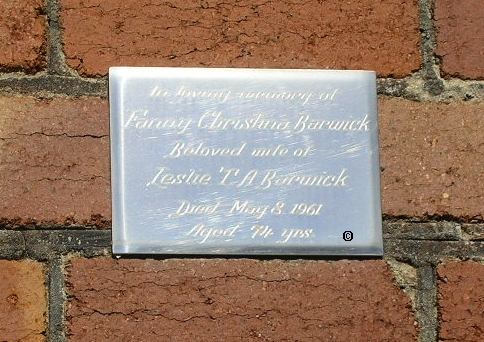 In loving memory of
Fanny Christina Barwick
Beloved wife of
Leslie T. A Barwick
Died May 8 1961
Aged 74 yrs
©